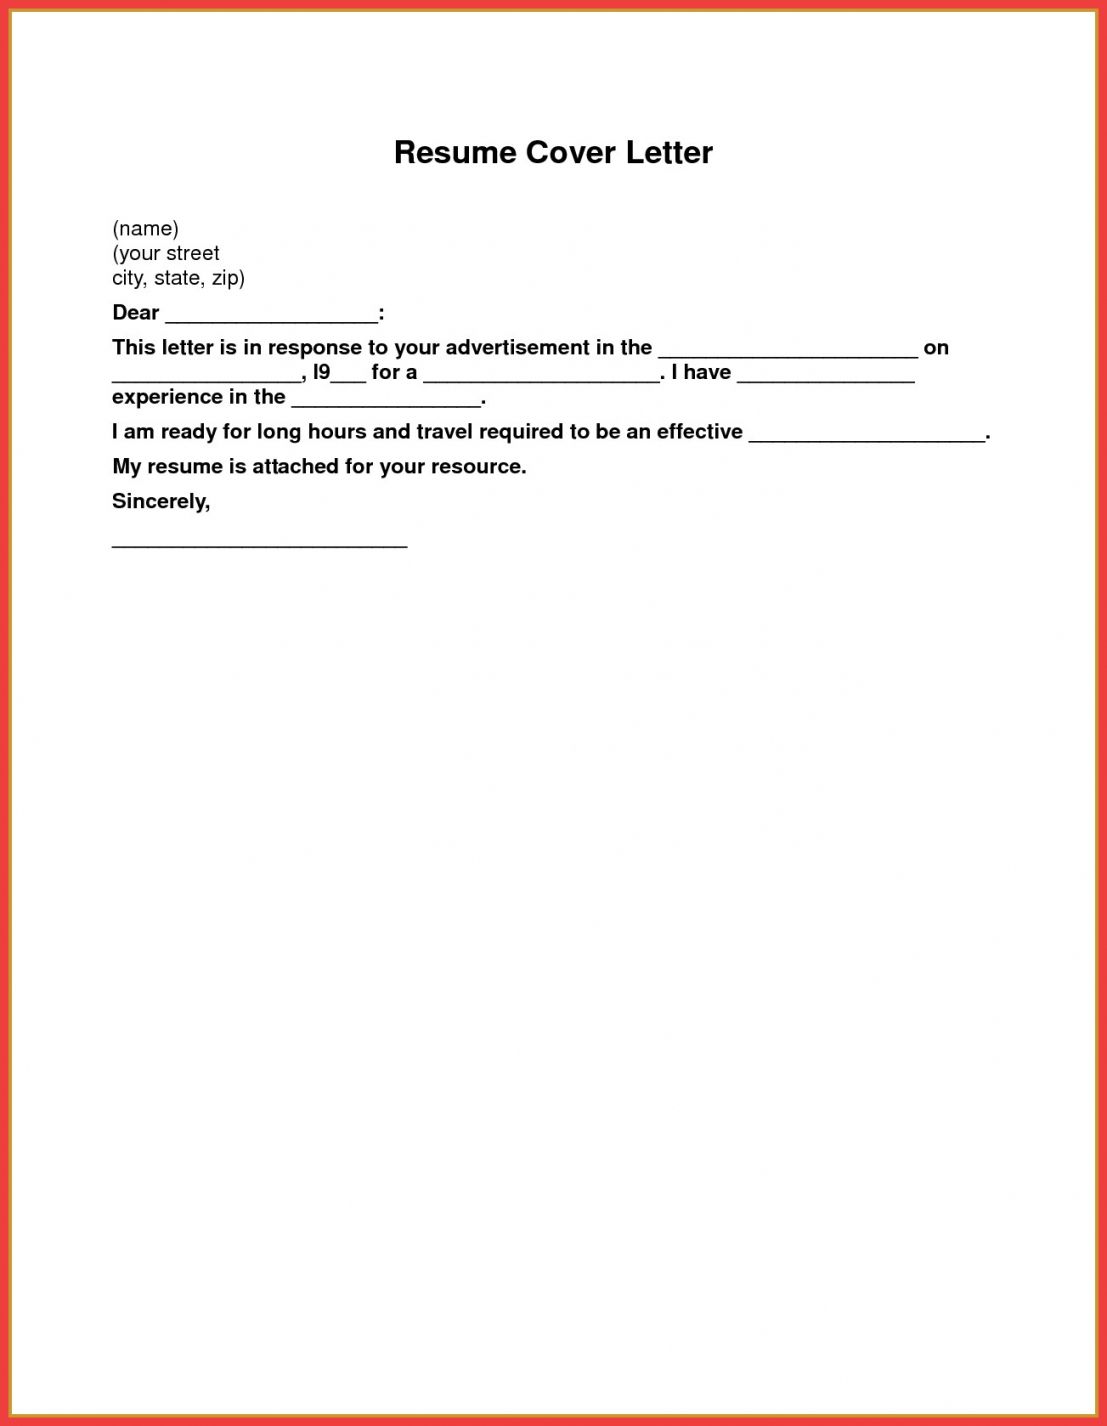 Resume Cover Letter
(name)
(your street
city, state, zip)
Dear __________________:
This letter is in response to your advertisement in the ______________________ on
________________, l9___ for a ____________________. I have _______________
experience in the ________________.
I am ready for long hours and travel required to be an effective ____________________.
My resume is attached for your resource.
Sincerely,
_________________________